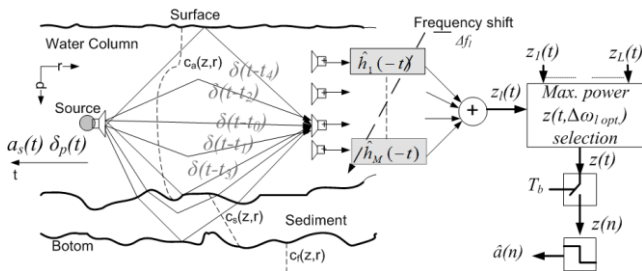 Surface
Frequency shift
Δf_l
Water Column
r
p
c_a(z,r)
ĥ_1(-t)
z_1(t)
z_L(t)
δ(t-t_4)
δ(t-t_2)
Source
δ(t-t_0)
z_l(t)
Max. power
z(t,Δω_l opt.)
selection
a_s(t) δ_p(t)
δ(t-t_1)
ĥ_M(-t)
t
δ(t-t_3)
z(t)
T_b
c_s(z,r)
Sediment
z(n)
Botom
c_f(z,r)
â(n)